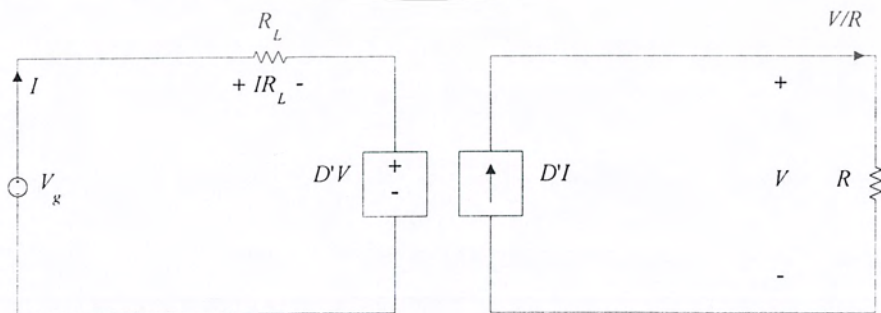 R_L V/R
I + IR_L - +
V_g D'V + - D'I V R
-